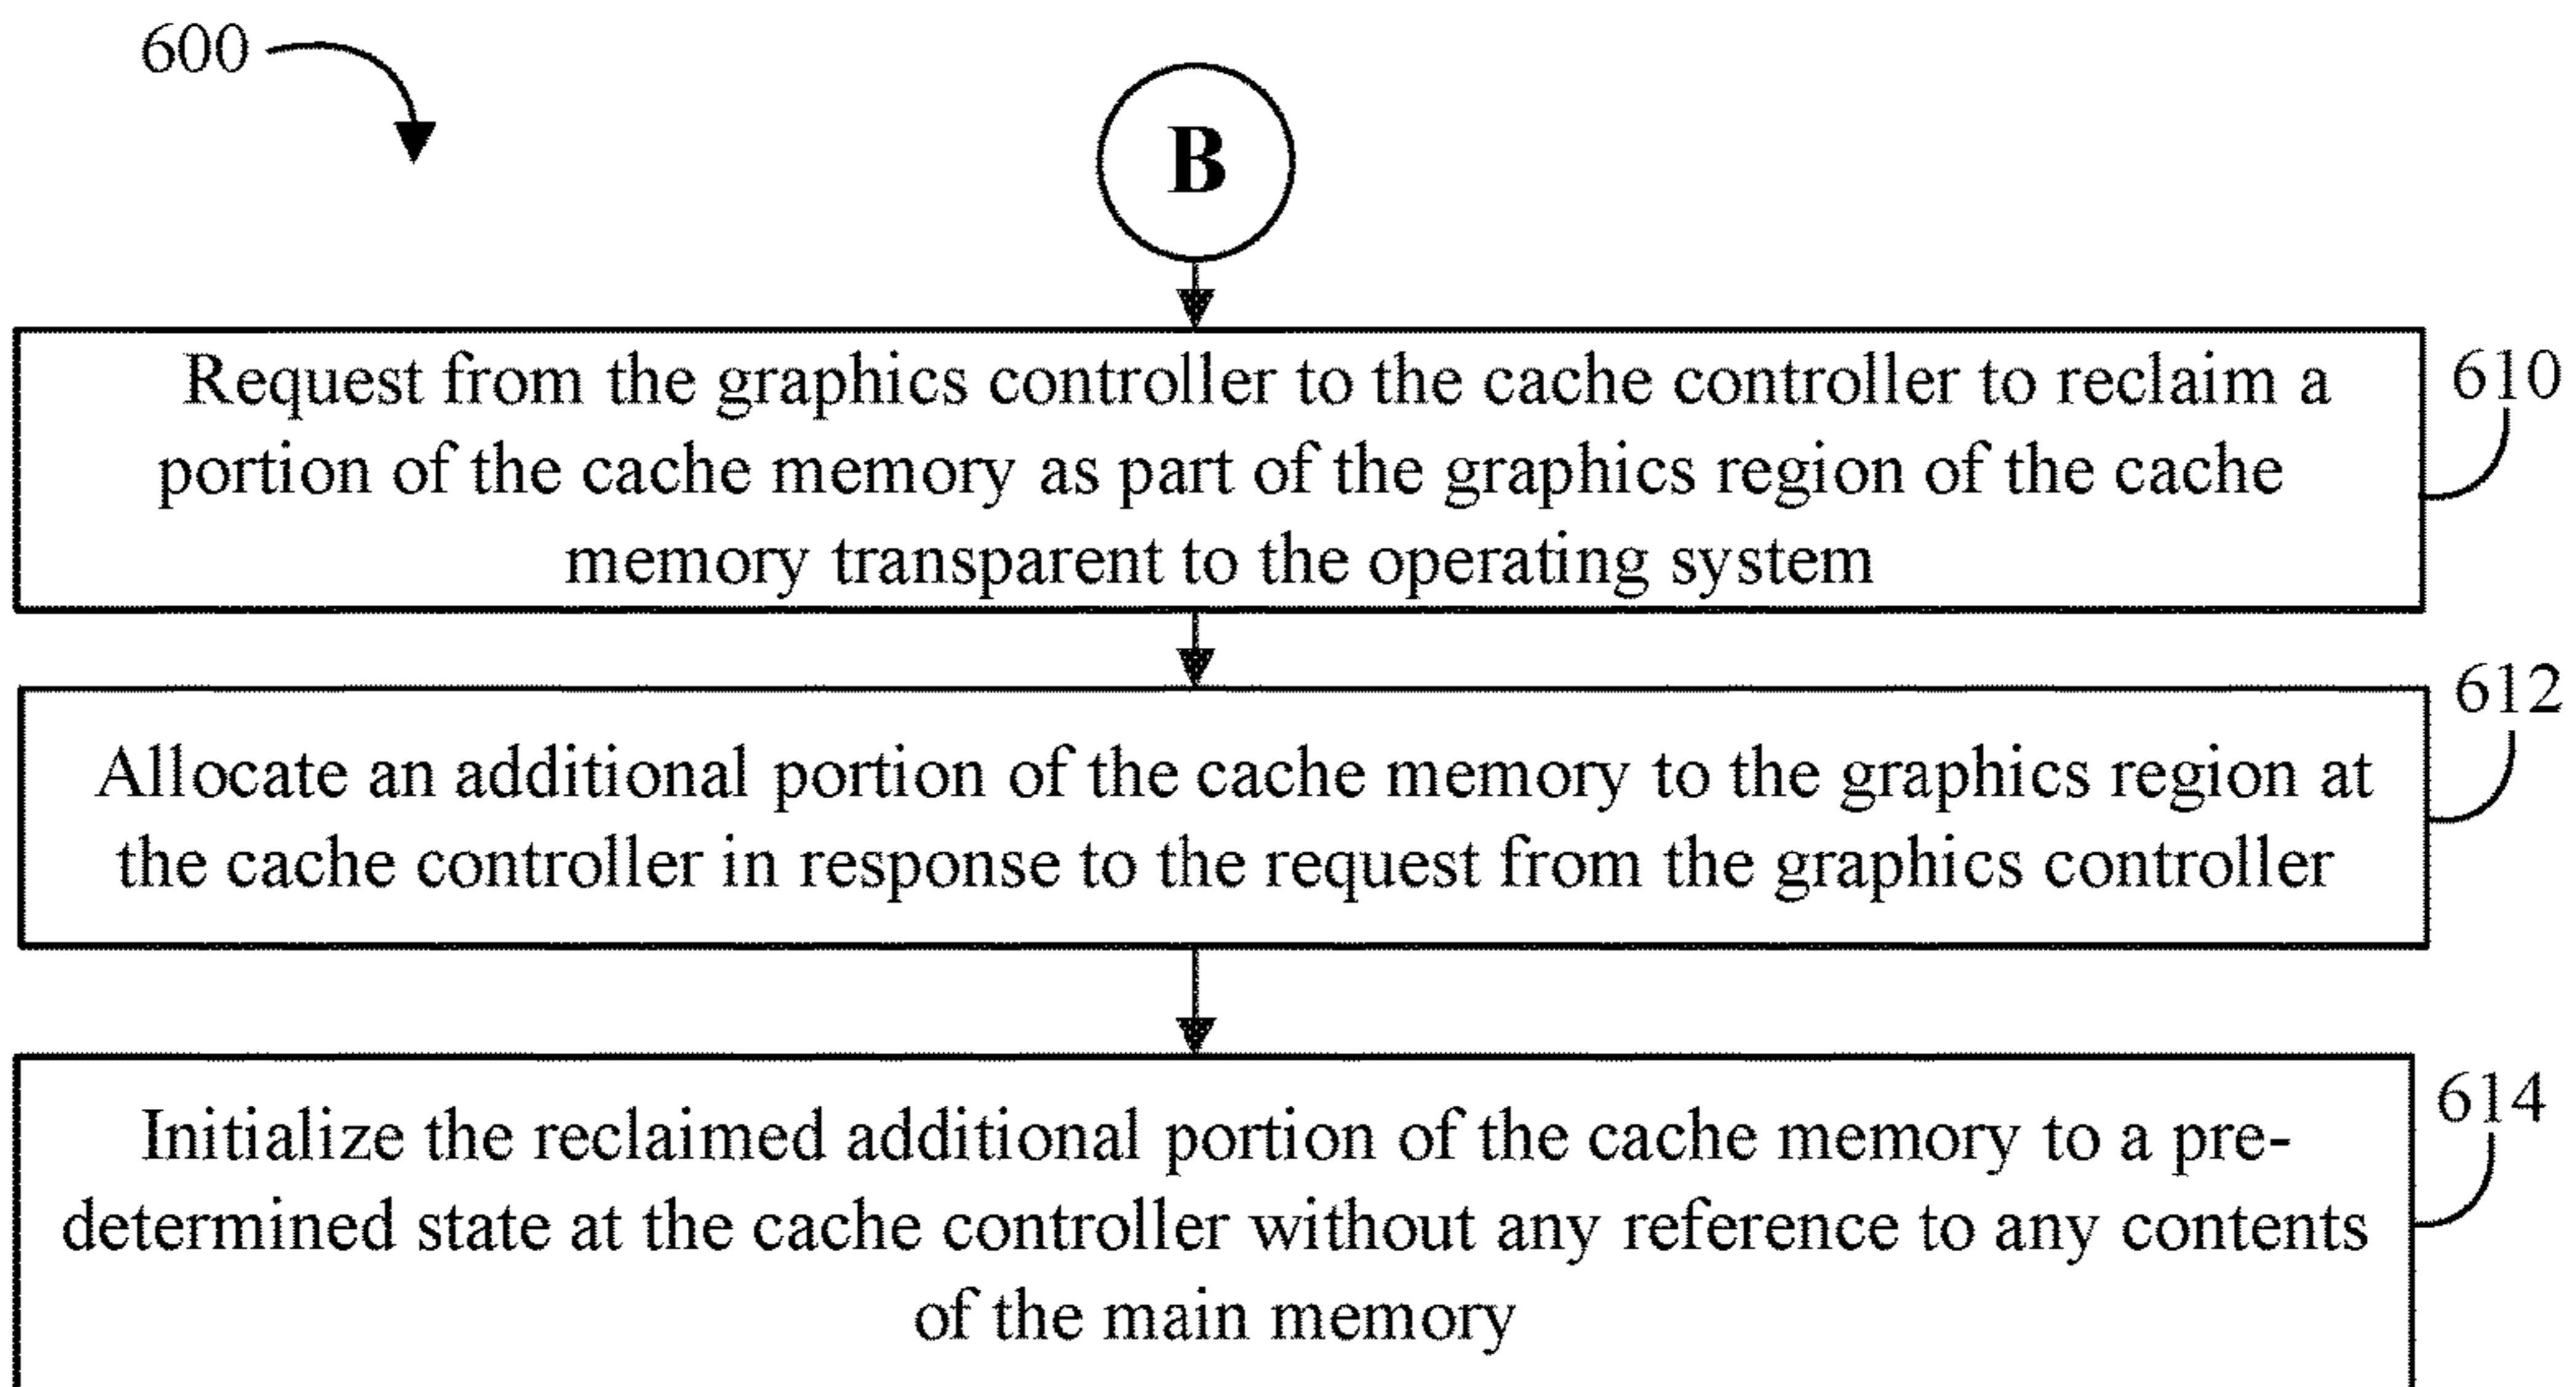 600
B
Request from the graphics controller to the cache controller to reclaim a
portion of the cache memory as part of the graphics region of the cache
memory transparent to the operating system
610
Allocate an additional portion of the cache memory to the graphics region at
the cache controller in response to the request from the graphics controller
612
Initialize the reclaimed additional portion of the cache memory to a pre-
determined state at the cache controller without any reference to any contents
of the main memory
614